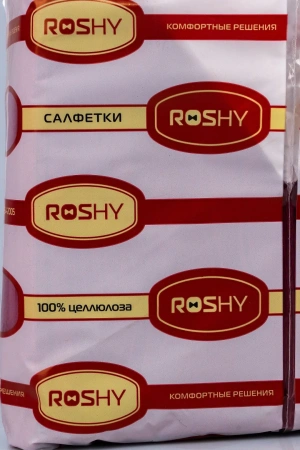 ROSHY КОМФОРТНЫЕ РЕШЕНИЯ
САЛФЕТКИ ROSHY
ROSHY
100% целлюлоза ROSHY
ROSHY КОМФОРТНЫЕ РЕШЕНИЯ